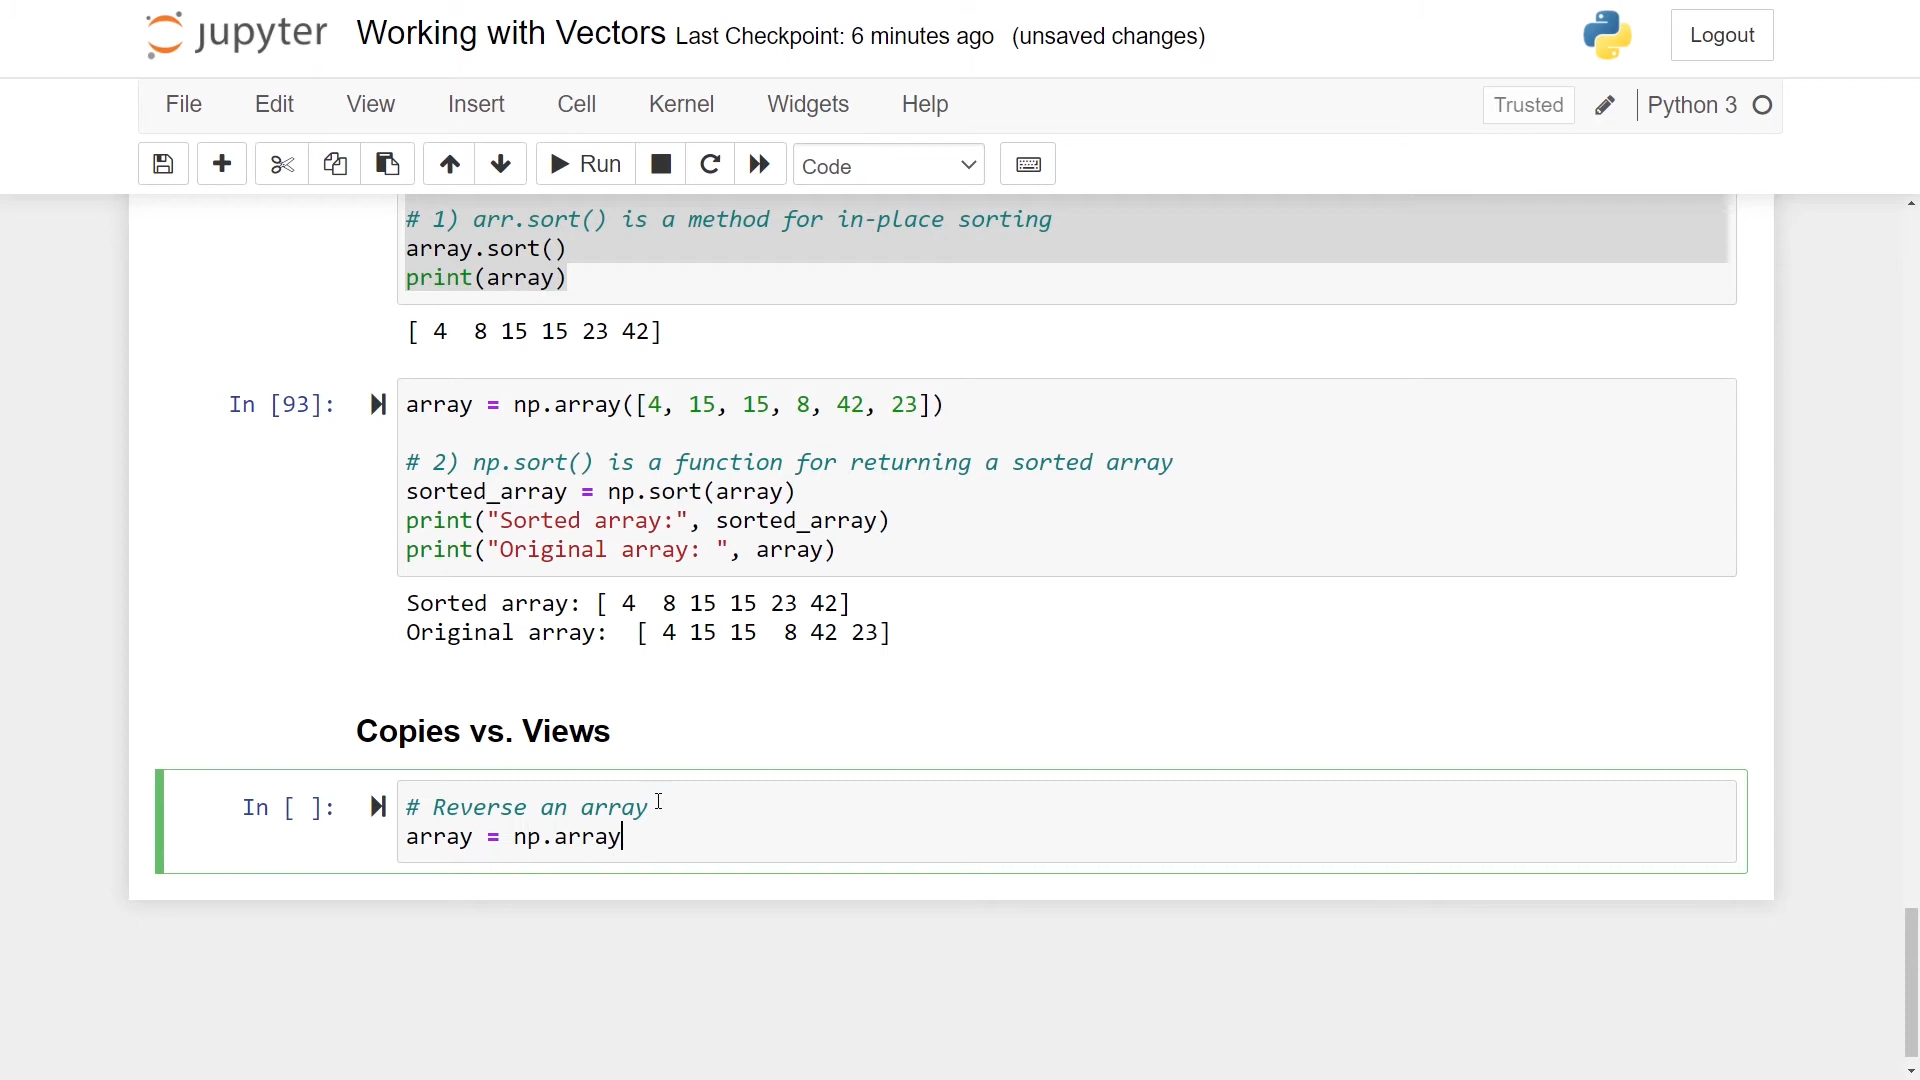 jupyter Working with Vectors Last Checkpoint: 6 minutes ago (unsaved changes) Logout
File Edit View Insert Cell Kernel Widgets Help Trusted Python 3
Run Code
# 1) arr.sort() is a method for in-place sorting
array.sort()
print(array)
[ 4  8 15 15 23 42]
In [93]: array = np.array([4, 15, 15, 8, 42, 23])
# 2) np.sort() is a function for returning a sorted array
sorted_array = np.sort(array)
print("Sorted array:", sorted_array)
print("Original array: ", array)
Sorted array: [ 4  8 15 15 23 42]
Original array:  [ 4 15 15  8 42 23]
Copies vs. Views
In [ ]: # Reverse an array
array = np.array